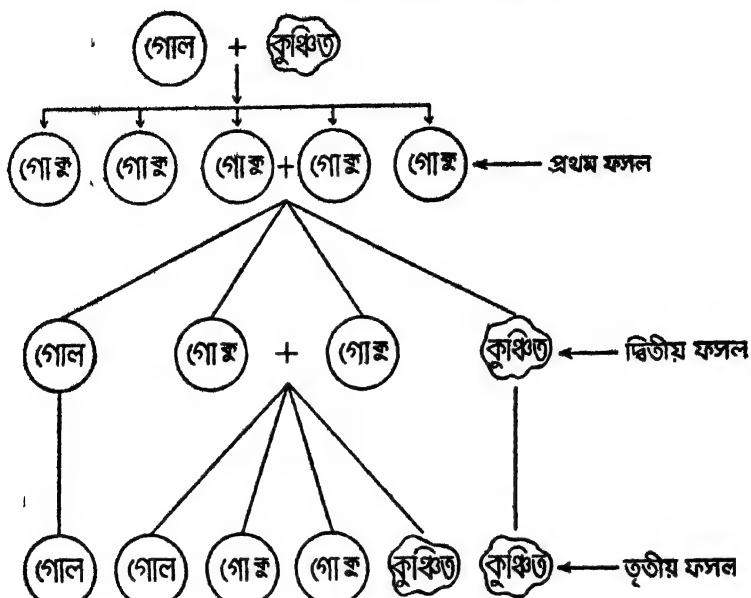 গোল + কুঞ্চিত
গো কু গো কু গো কু + গো কু গো কু ← প্রথম ফসল
গোল গো কু + গো কু কুঞ্চিত ← দ্বিতীয় ফসল
গোল গোল গো কু গো কু কুঞ্চিত কুঞ্চিত ← তৃতীয় ফসল